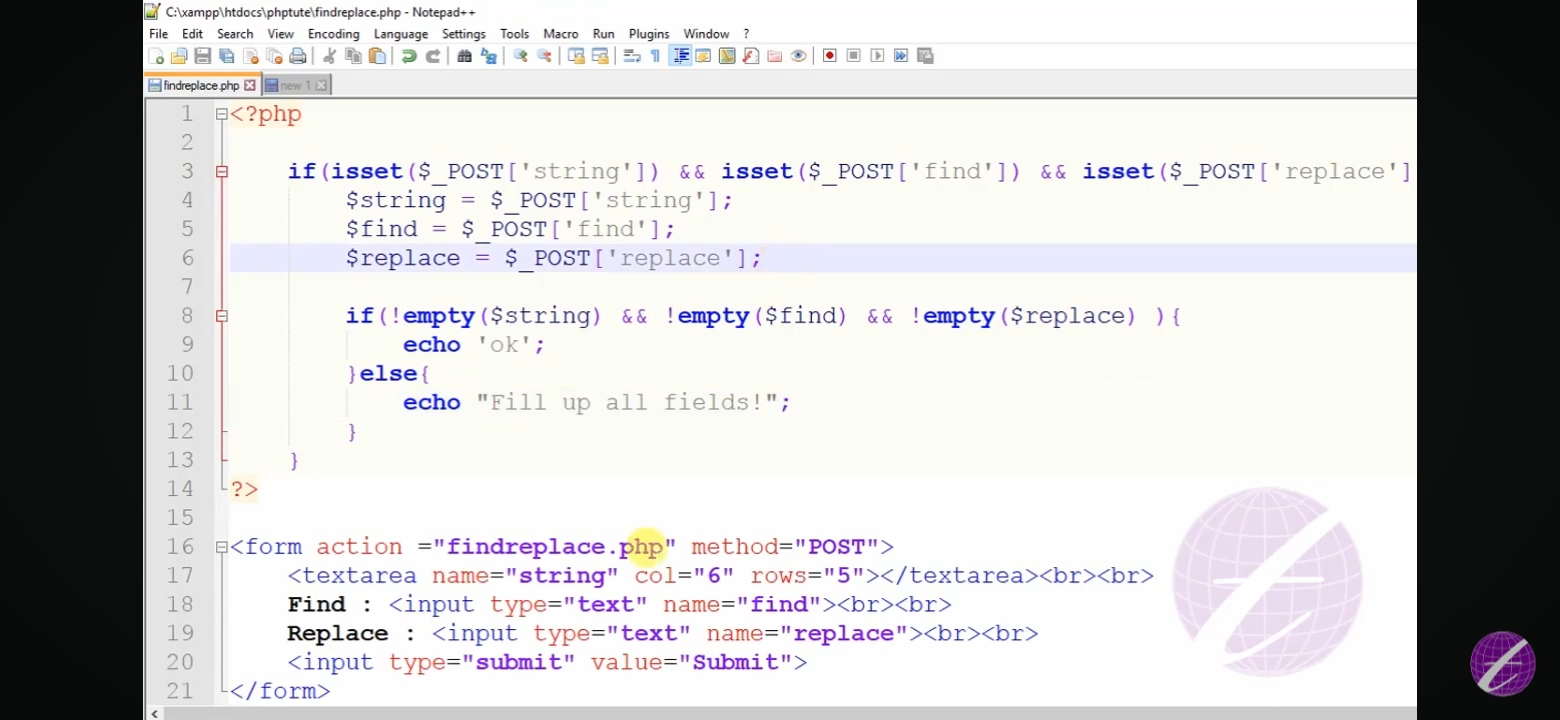 C:\xampp\htdocs\phptute\findreplace.php - Notepad++
File Edit Search View Encoding Language Settings Tools Macro Run Plugins Window ?
findreplace.php new 1
1 <?php
2
3 if(isset($_POST['string']) && isset($_POST['find']) && isset($_POST['replace']
4 $string = $_POST['string'];
5 $find = $_POST['find'];
6 $replace = $_POST['replace'];
7
8 if(!empty($string) && !empty($find) && !empty($replace) ){
9 echo 'ok';
10 }else{
11 echo "Fill up all fields!";
12 }
13 }
14 ?>
15
16 <form action ="findreplace.php" method="POST">
17 <textarea name="string" col="6" rows="5"></textarea><br><br>
18 Find : <input type="text" name="find"><br><br>
19 Replace : <input type="text" name="replace"><br><br>
20 <input type="submit" value="Submit">
21 </form>